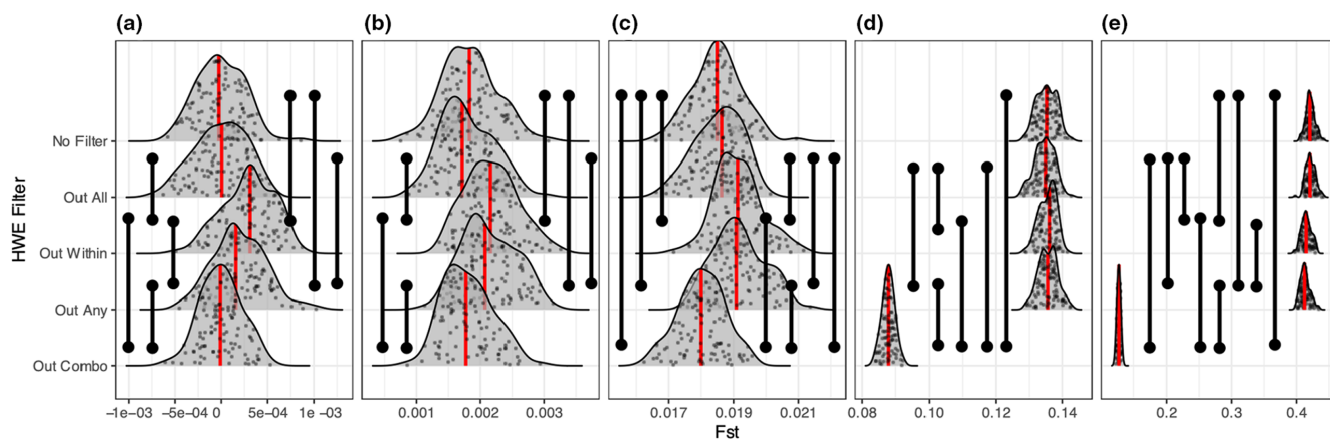 (a) (b) (c) (d) (e)
HWE Filter
No Filter
Out All
Out Within
Out Any
Out Combo
−1e−03 −5e−04 0 5e−04 1e−03 0.001 0.002 0.003 0.017 0.019 0.021 0.08 0.10 0.12 0.14 0.2 0.3 0.4
Fst